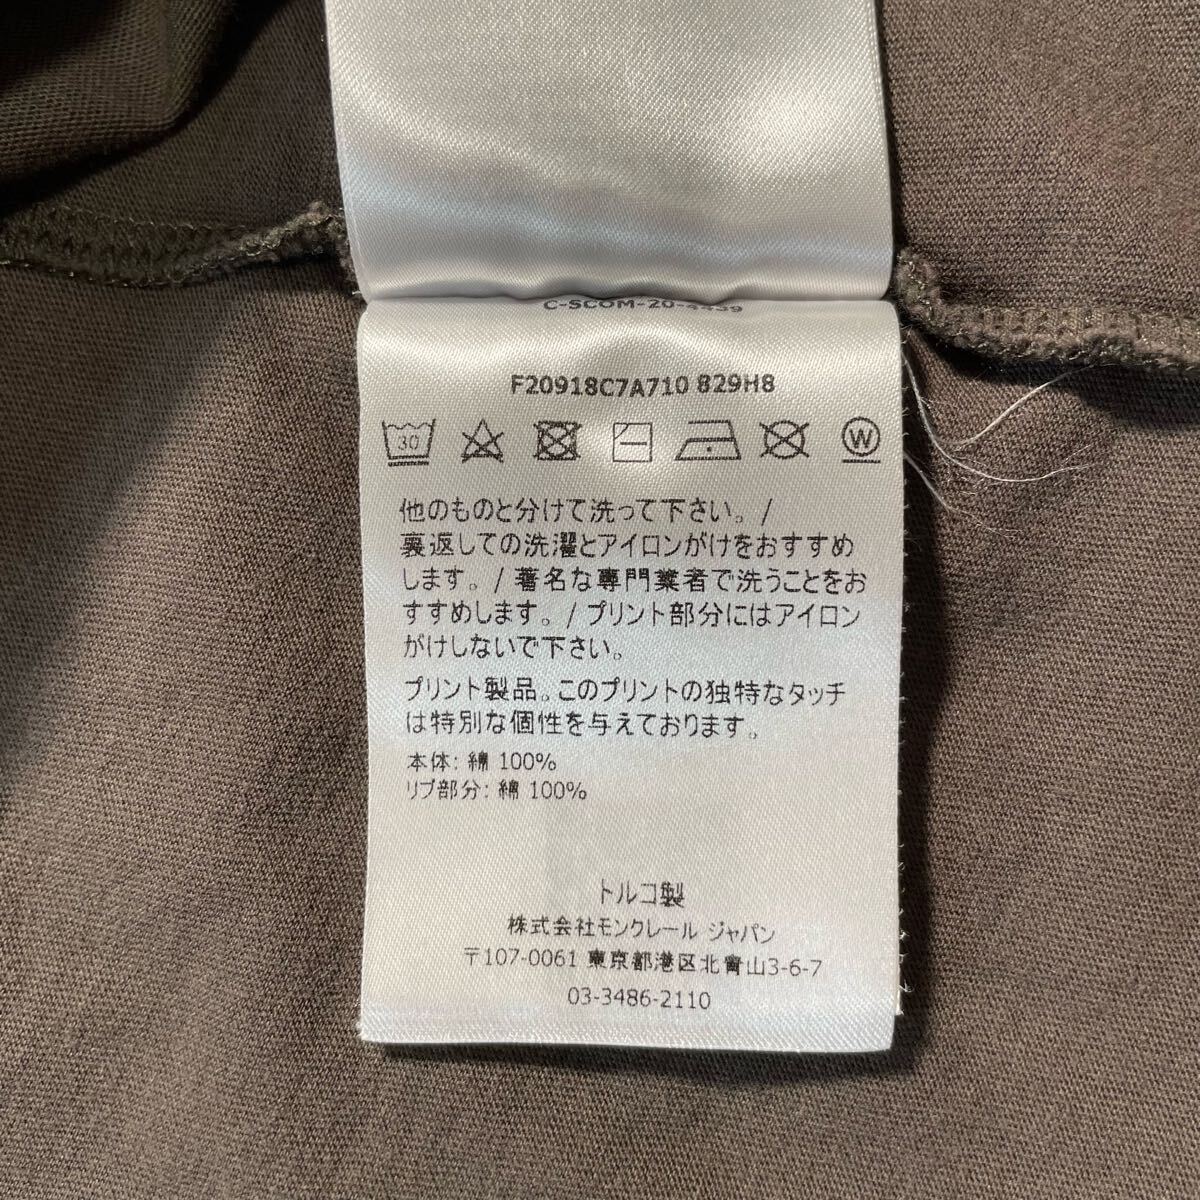 C-SCOM-20-4439
F20918C7A710 829H8
30 W
他のものと分けて洗って下さい。/
裏返しての洗濯とアイロンがけをおすすめ
します。/ 著名な専門業者で洗うことをお
すすめします。/ プリント部分にはアイロン
がけしないで下さい。
プリント製品。このプリントの独特なタッチ
は特別な個性を与えております。
本体: 綿 100%
リブ部分: 綿 100%
トルコ製
株式会社モンクレール ジャパン
〒107-0061 東京都港区北青山3-6-7
03-3486-2110